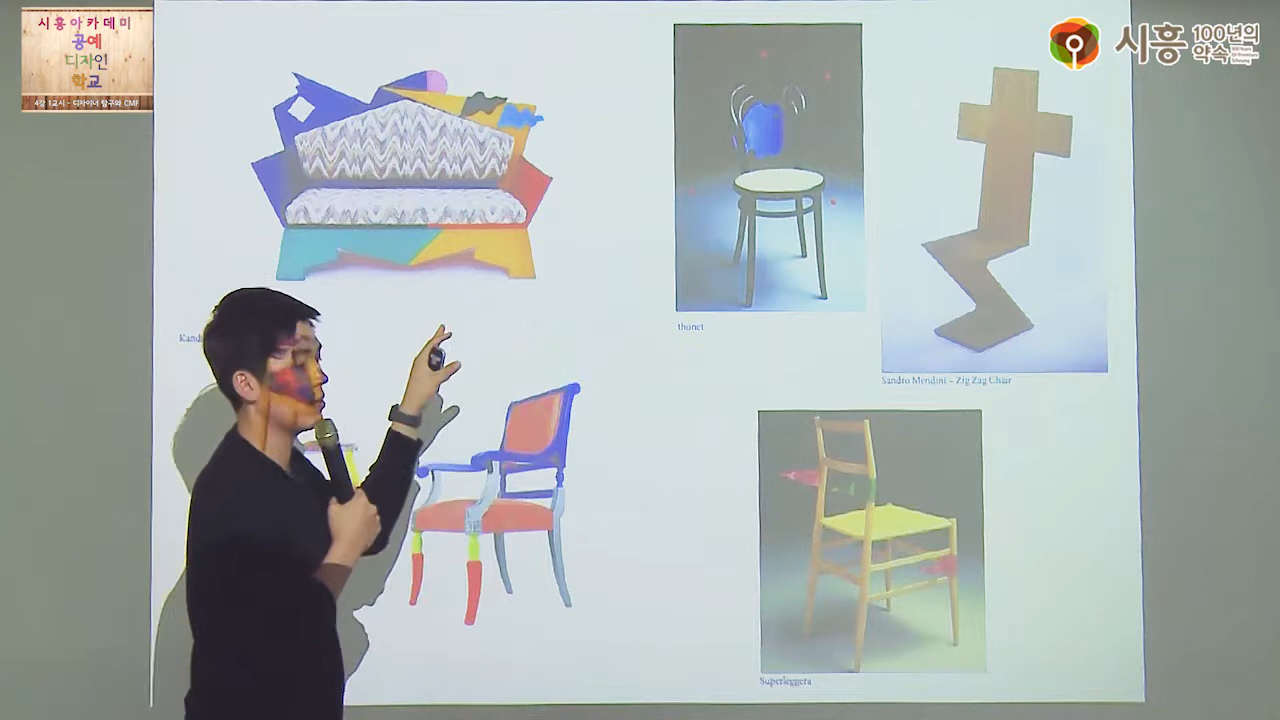 시흥아카데미
공예
디자인
학교
4강 1교시 - 디자이너 탐구와 CMF
시흥
100년의
약속
thonet
Sandro Mendini - Zig Zag Chair
Superleggera